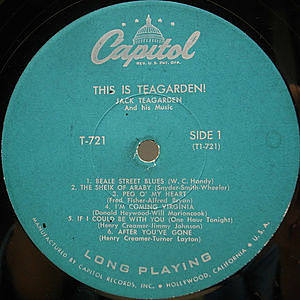 Capitol
REG. U.S. PAT. OFF.
THIS IS TEAGARDEN!
JACK TEAGARDEN
And his Music
T-721
SIDE 1
(T1-721)
1. BEALE STREET BLUES (W. C. Handy)
2. THE SHEIK OF ARABY (Snyder-Smith-Wheeler)
3. PEG O' MY HEART
(Fred. Fisher-Alfred Bryan)
4. I'M COMING VIRGINIA
(Donald Heywood-Will Marioncook)
5. IF I COULD BE WITH YOU (One Hour Tonight)
(Henry Creamer-Jimmy Johnson)
6. AFTER YOU'VE GONE
(Henry Creamer-Turner Layton)
LONG PLAYING
MANUFACTURED BY CAPITOL RECORDS, INC. • HOLLYWOOD, CALIFORNIA • U.S.A.